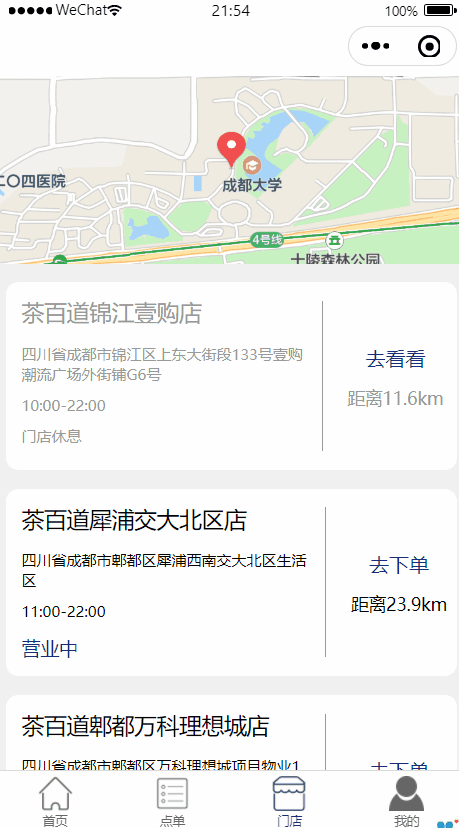 WeChat
21:54
100%
二〇四医院
成都大学
4号线
十陵森林公园
茶百道锦江壹购店
四川省成都市锦江区上东大街段133号壹购
潮流广场外街铺G6号
10:00-22:00
门店休息
去看看
距离11.6km
茶百道犀浦交大北区店
四川省成都市郫都区犀浦西南交大北区生活
区
11:00-22:00
营业中
去下单
距离23.9km
茶百道郫都万科理想城店
四川省成都市郫都区万科理想城项目物业1
去下单
首页
点单
门店
我的